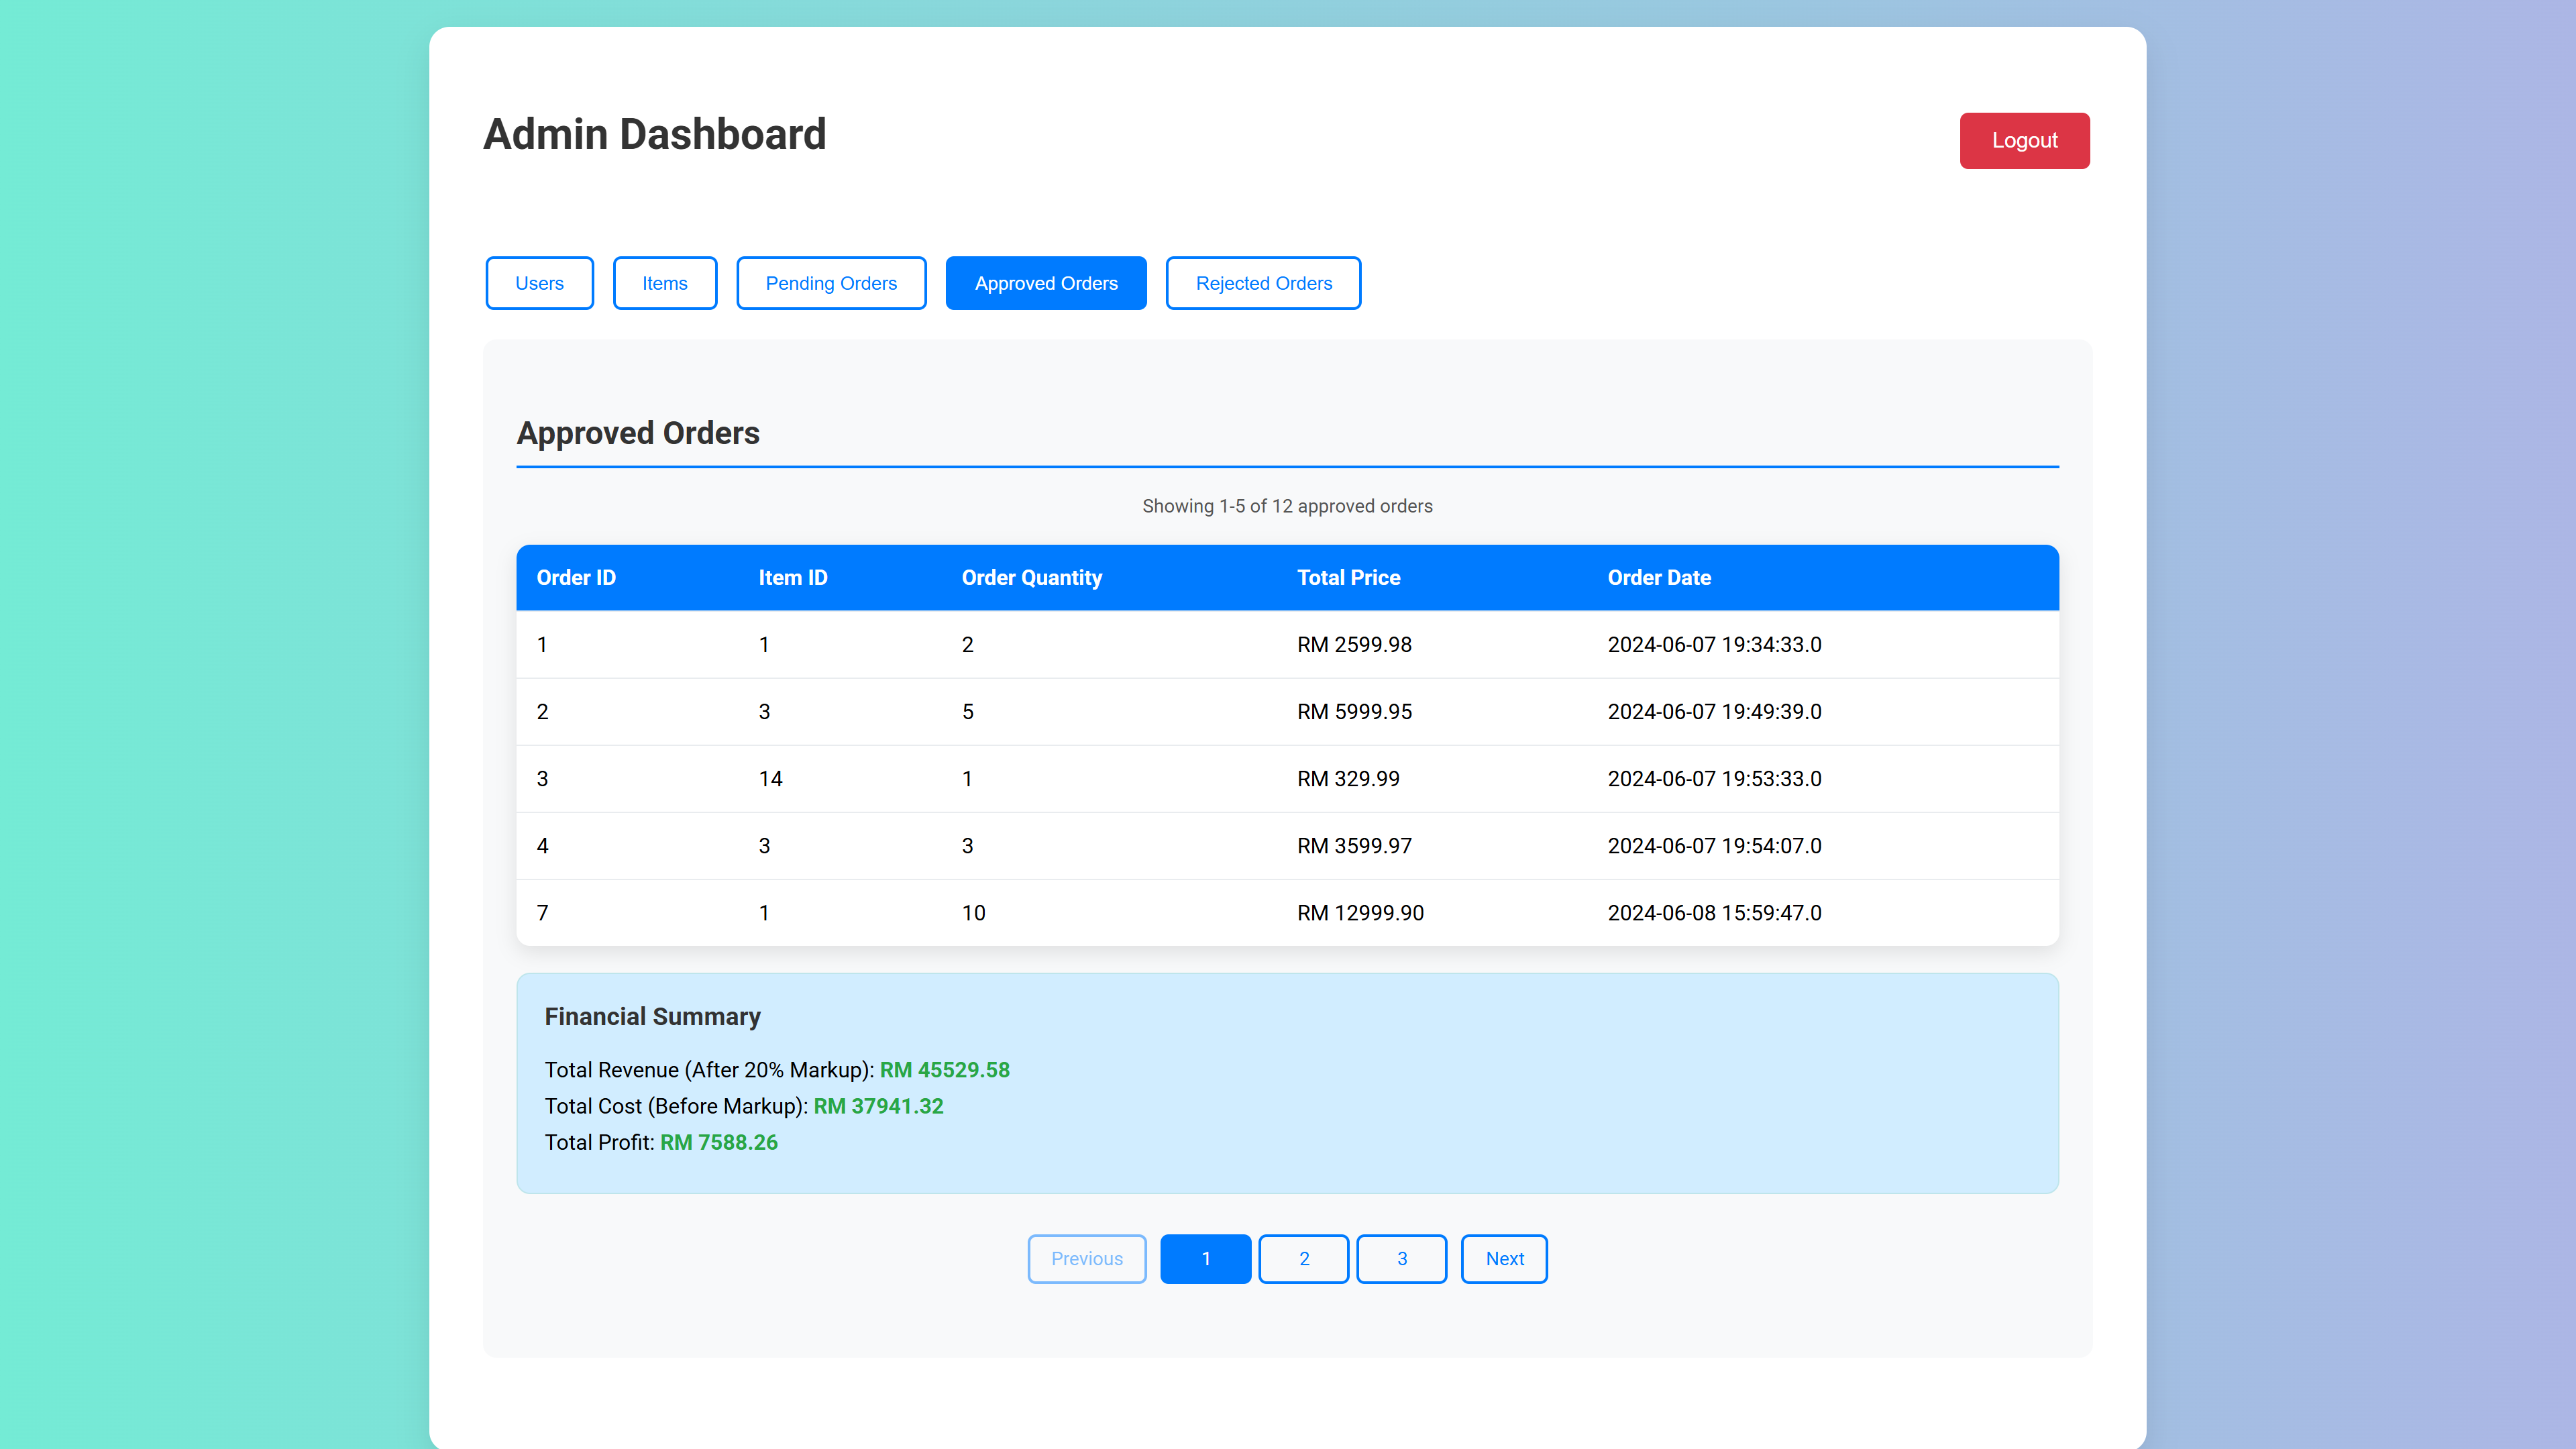 Admin Dashboard
Logout
Users Items Pending Orders Approved Orders Rejected Orders
Approved Orders
Showing 1-5 of 12 approved orders
Order ID Item ID Order Quantity Total Price Order Date
1 1 2 RM 2599.98 2024-06-07 19:34:33.0
2 3 5 RM 5999.95 2024-06-07 19:49:39.0
3 14 1 RM 329.99 2024-06-07 19:53:33.0
4 3 3 RM 3599.97 2024-06-07 19:54:07.0
7 1 10 RM 12999.90 2024-06-08 15:59:47.0
Financial Summary
Total Revenue (After 20% Markup): RM 45529.58
Total Cost (Before Markup): RM 37941.32
Total Profit: RM 7588.26
Previous 1 2 3 Next